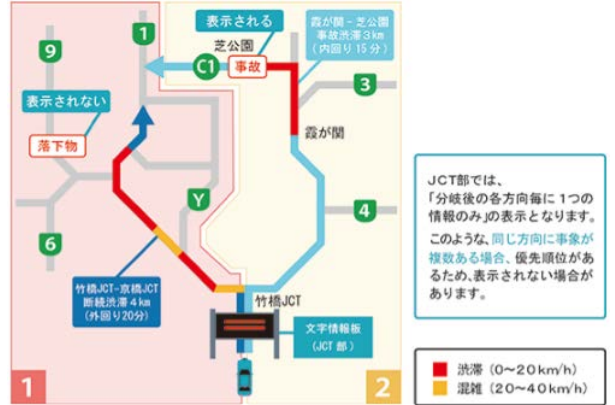 9
1
表示される
芝公園
霞が関－芝公園
事故渋滞3km
（内回り15分）
C1
事故
表示されない
落下物
3
霞が関
Y
4
6
竹橋JCT-京橋JCT
断続渋滞4km
（外回り20分）
竹橋JCT
文字情報板
（JCT部）
1
2
JCT部では、
「分岐後の各方向毎に1つの
情報のみ」の表示となります。
このような、同じ方向に事象が
複数ある場合、優先順位があ
るため、表示されない場合が
あります。
渋滞（0〜20km/h）
混雑（20〜40km/h）